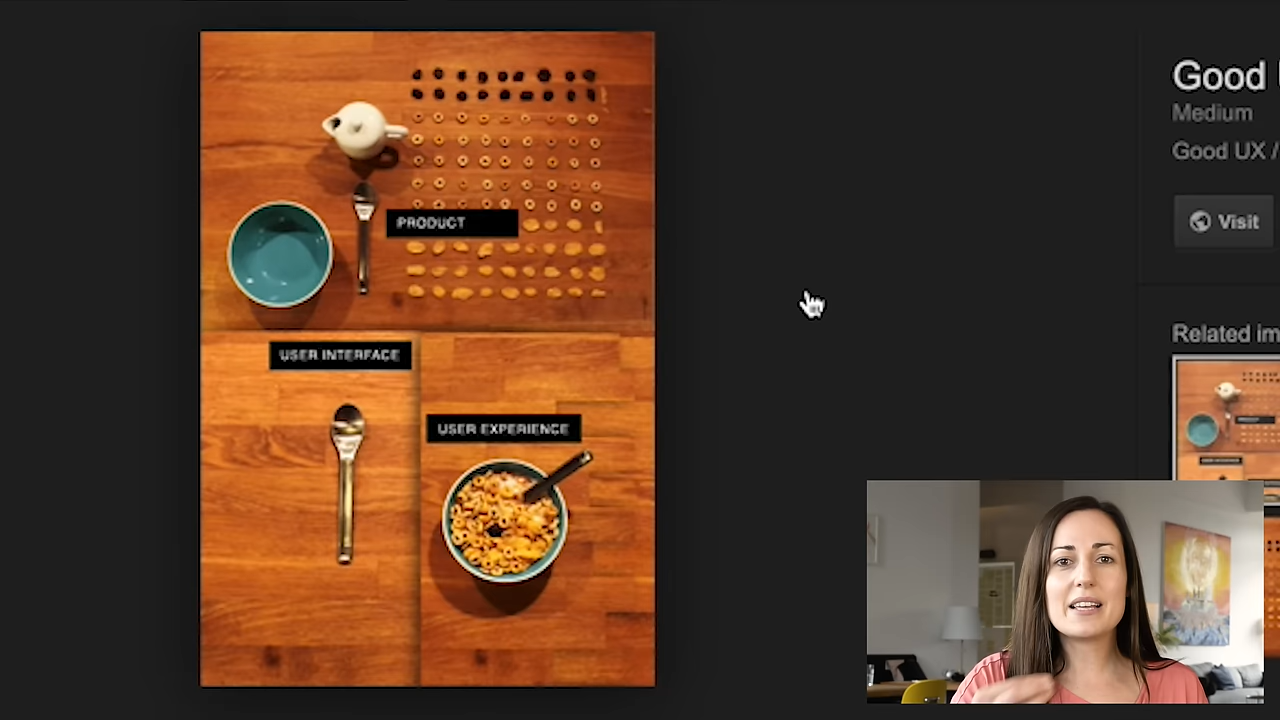 PRODUCT
USER INTERFACE
USER EXPERIENCE
Good
Medium
Good UX /
Visit
Related im